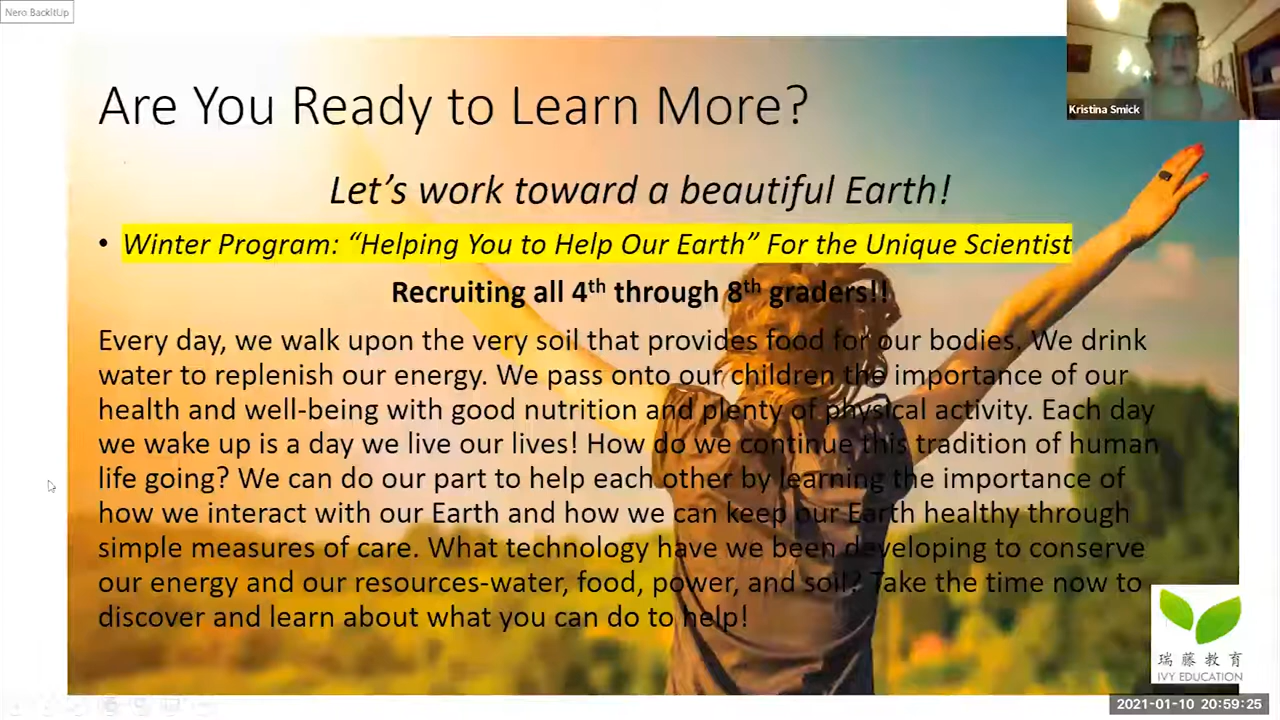 Nero BackItUp
Kristina Smick
Are You Ready to Learn More?
Let's work toward a beautiful Earth!
• Winter Program: “Helping You to Help Our Earth” For the Unique Scientist
Recruiting all 4th through 8th graders!!
Every day, we walk upon the very soil that provides food for our bodies. We drink
water to replenish our energy. We pass onto our children the importance of our
health and well-being with good nutrition and plenty of physical activity. Each day
we wake up is a day we live our lives! How do we continue this tradition of human
life going? We can do our part to help each other by learning the importance of
how we interact with our Earth and how we can keep our Earth healthy through
simple measures of care. What technology have we been developing to conserve
our energy and our resources-water, food, power, and soil? Take the time now to
discover and learn about what you can do to help!
瑞藤教育
IVY EDUCATION
2021-01-10 20:59:25